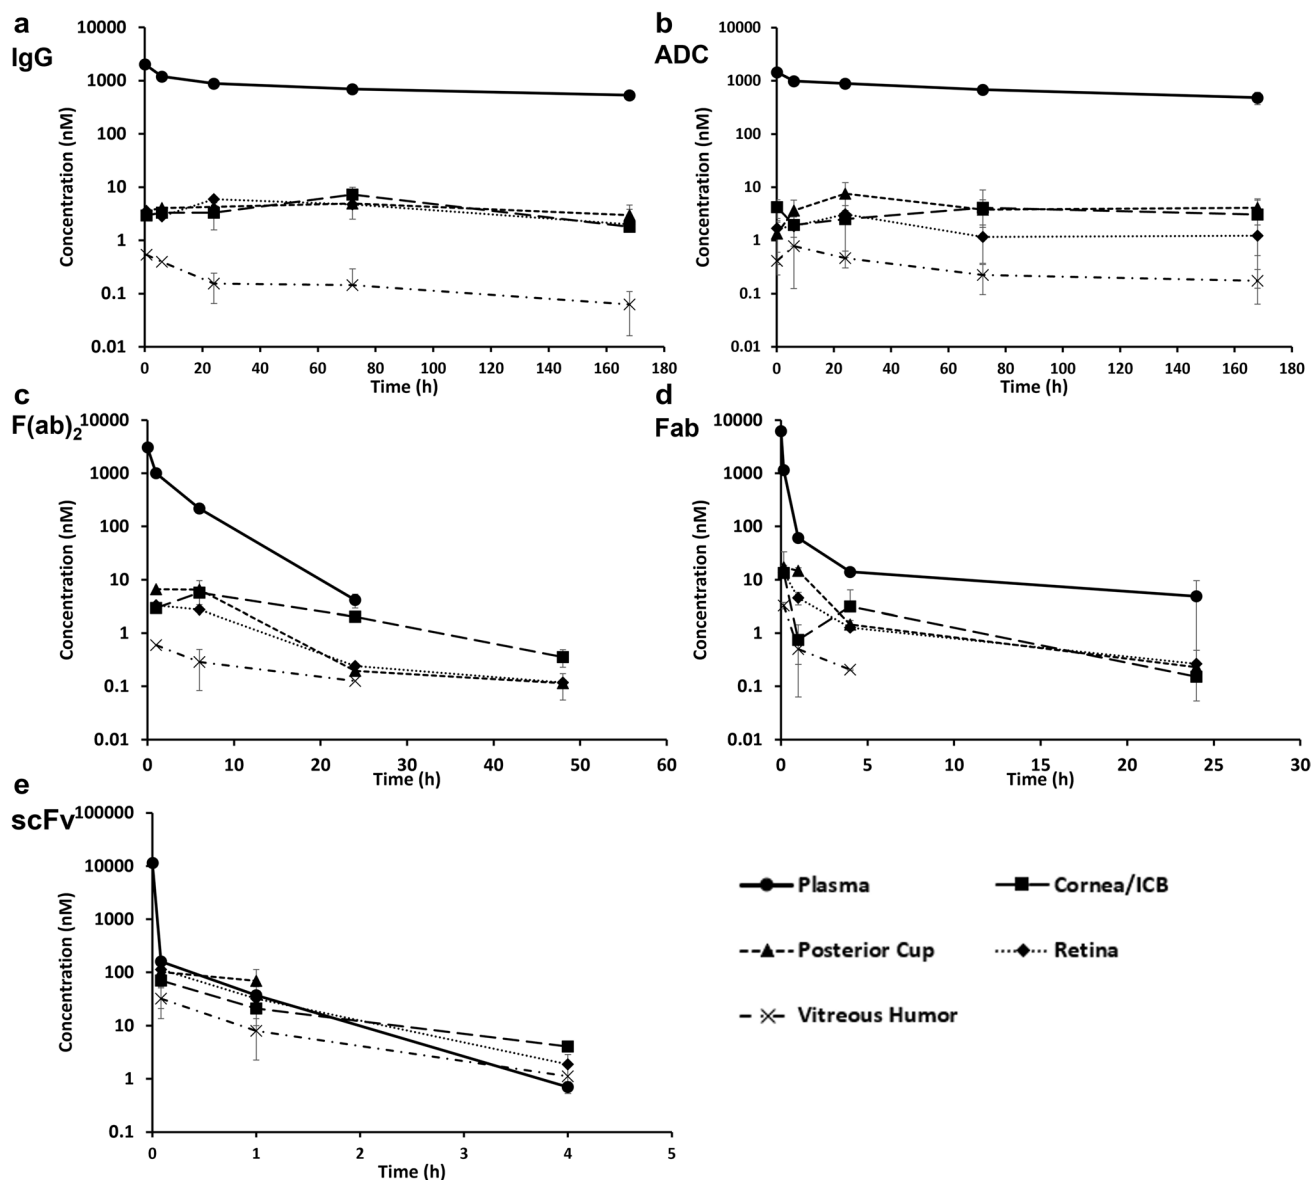 a
IgG
10000
1000
100
10
1
0.1
0.01
Concentration (nM)
0 20 40 60 80 100 120 140 160 180
Time (h)
b
ADC
10000
1000
100
10
1
0.1
0.01
Concentration (nM)
0 20 40 60 80 100 120 140 160 180
Time (h)
c
F(ab)2
10000
1000
100
10
1
0.1
0.01
Concentration (nM)
0 10 20 30 40 50 60
Time (h)
d
Fab
10000
1000
100
10
1
0.1
0.01
Concentration (nM)
0 5 10 15 20 25 30
Time (h)
e
scFv
100000
10000
1000
100
10
1
0.1
Concentration (nM)
0 1 2 3 4 5
Time (h)
Plasma
Cornea/ICB
Posterior Cup
Retina
Vitreous Humor